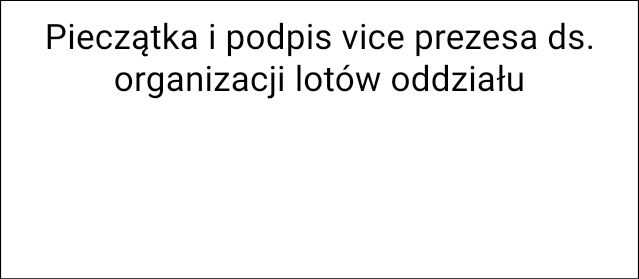 Pieczątka i podpis vice prezesa ds.
organizacji lotów oddziału